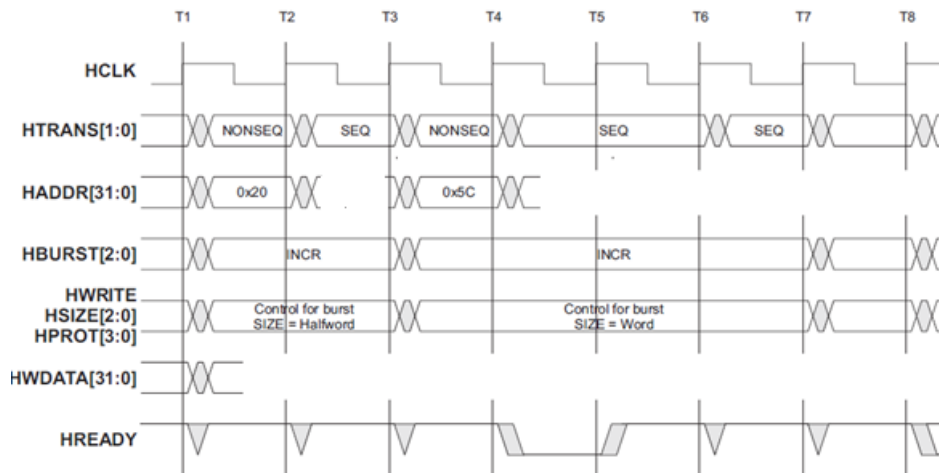 T1 T2 T3 T4 T5 T6 T7 T8
HCLK
HTRANS[1:0] NONSEQ SEQ NONSEQ SEQ SEQ
HADDR[31:0] 0x20 0x5C
HBURST[2:0] INCR INCR
HWRITE
HSIZE[2:0]
HPROT[3:0]
Control for burst
SIZE = Halfword
Control for burst
SIZE = Word
HWDATA[31:0]
HREADY